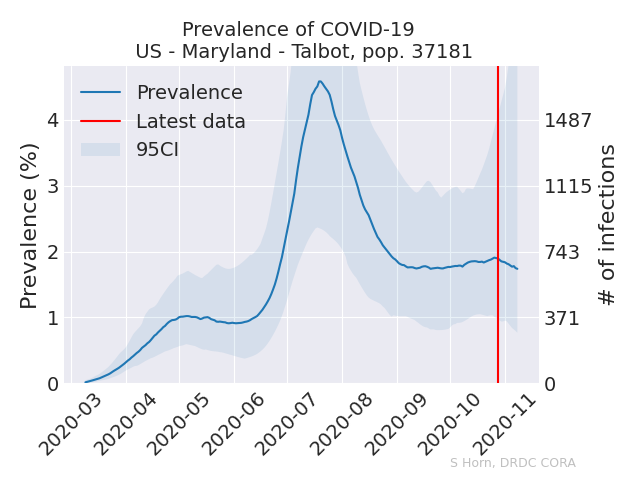 Prevalence of COVID-19
US - Maryland - Talbot, pop. 37181
Prevalence
Latest data
95CI
Prevalence (%)
4
3
2
1
0
1487
1115
743
371
0
# of infections
2020-03
2020-04
2020-05
2020-06
2020-07
2020-08
2020-09
2020-10
2020-11
S Horn, DRDC CORA